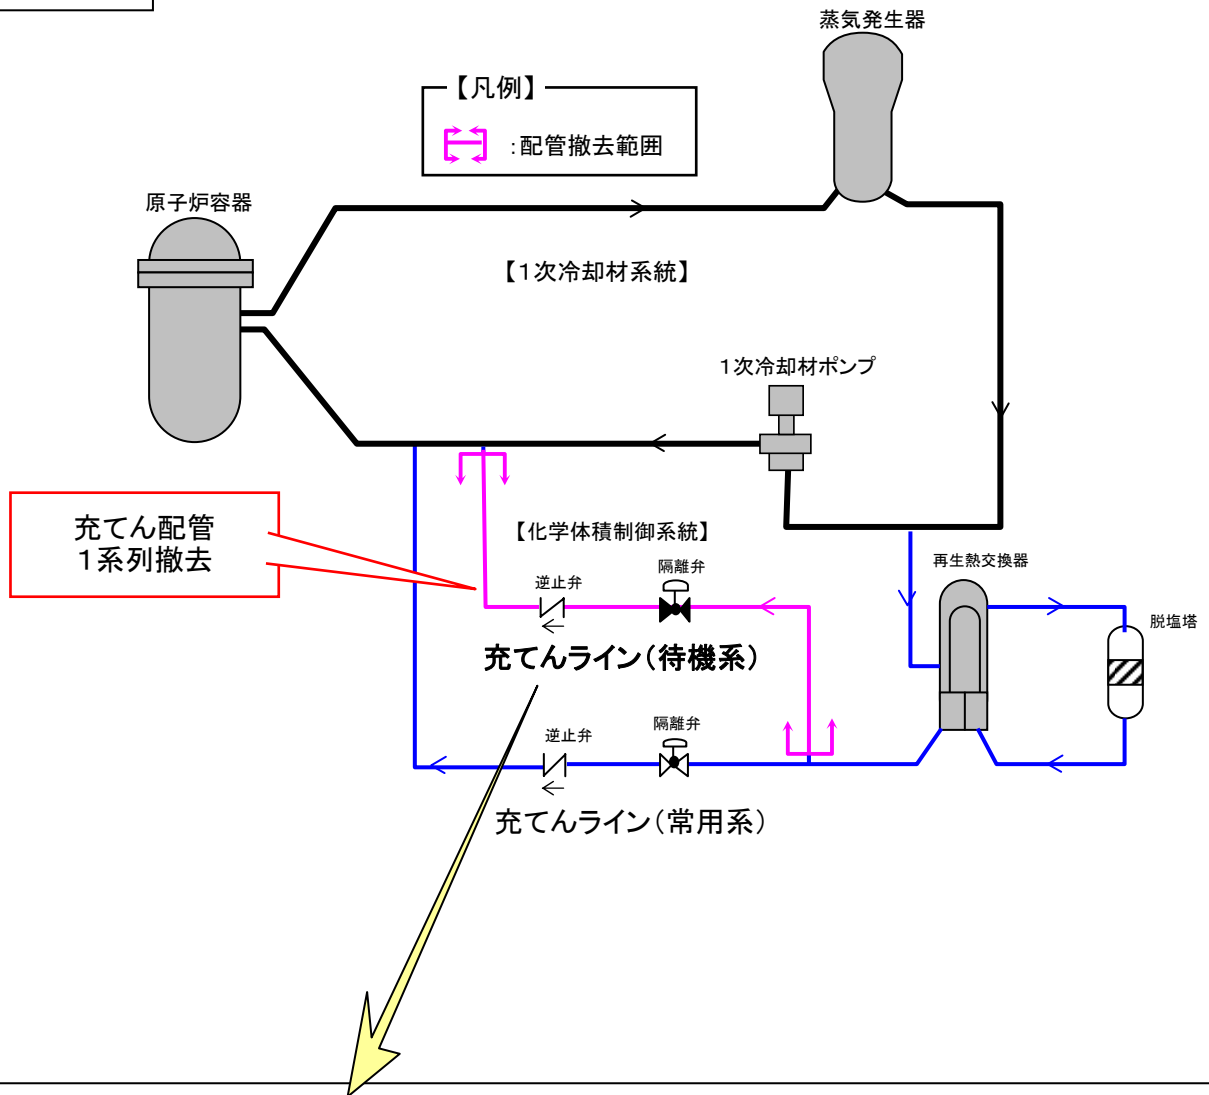 蒸気発生器
【凡例】
:配管撤去範囲
原子炉容器
【1次冷却材系統】
1次冷却材ポンプ
充てん配管
1系列撤去
【化学体積制御系統】
再生熱交換器
隔離弁
逆止弁
脱塩塔
充てんライン(待機系)
隔離弁
逆止弁
充てんライン(常用系)